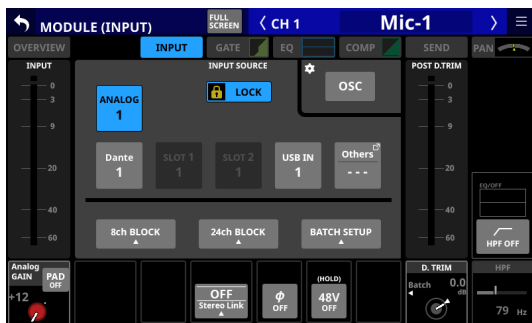 MODULE (INPUT)
FULL
SCREEN
CH 1
Mic-1
OVERVIEW
INPUT
GATE
EQ
COMP
SEND
PAN
INPUT
INPUT SOURCE
POST D.TRIM
0
3
9
20
40
60
ANALOG
1
LOCK
OSC
Dante
1
SLOT 1
1
SLOT 2
1
USB IN
1
Others
---
8ch BLOCK
24ch BLOCK
BATCH SETUP
0
3
9
20
40
60
EQ/OFF
HPF OFF
Analog
GAIN
PAD
OFF
+12
OFF
Stereo Link
φ
OFF
(HOLD)
48V
OFF
D. TRIM
Batch
0.0
dB
HPF
79 Hz